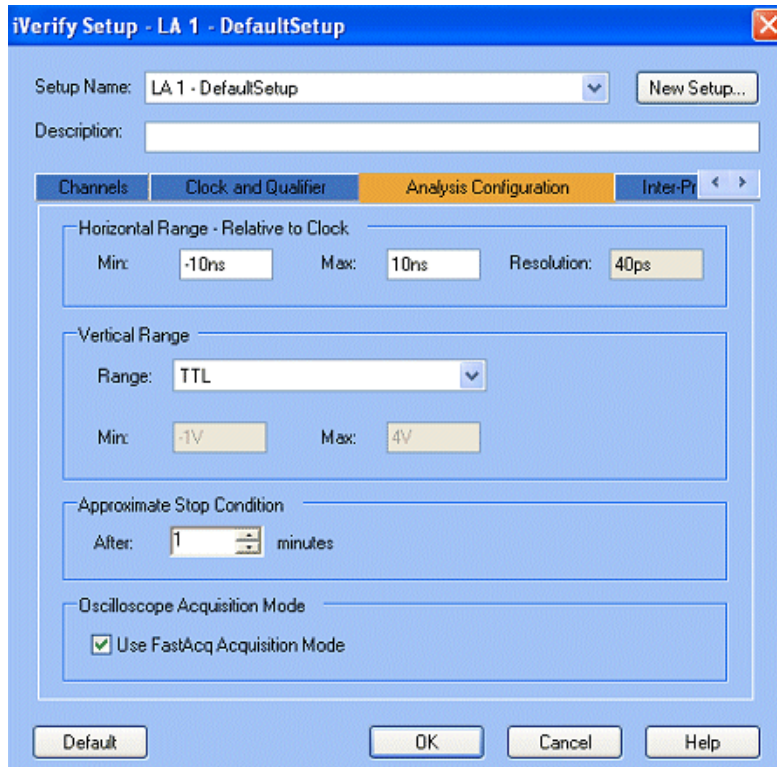 iVerify Setup - LA 1 - DefaultSetup
Setup Name: LA 1 - DefaultSetup New Setup...
Description:
Channels Clock and Qualifier Analysis Configuration Inter-Pr
Horizontal Range - Relative to Clock
Min: -10ns Max: 10ns Resolution: 40ps
Vertical Range
Range: TTL
Min: -1V Max: 4V
Approximate Stop Condition
After: 1 minutes
Oscilloscope Acquisition Mode
Use FastAcq Acquisition Mode
Default OK Cancel Help